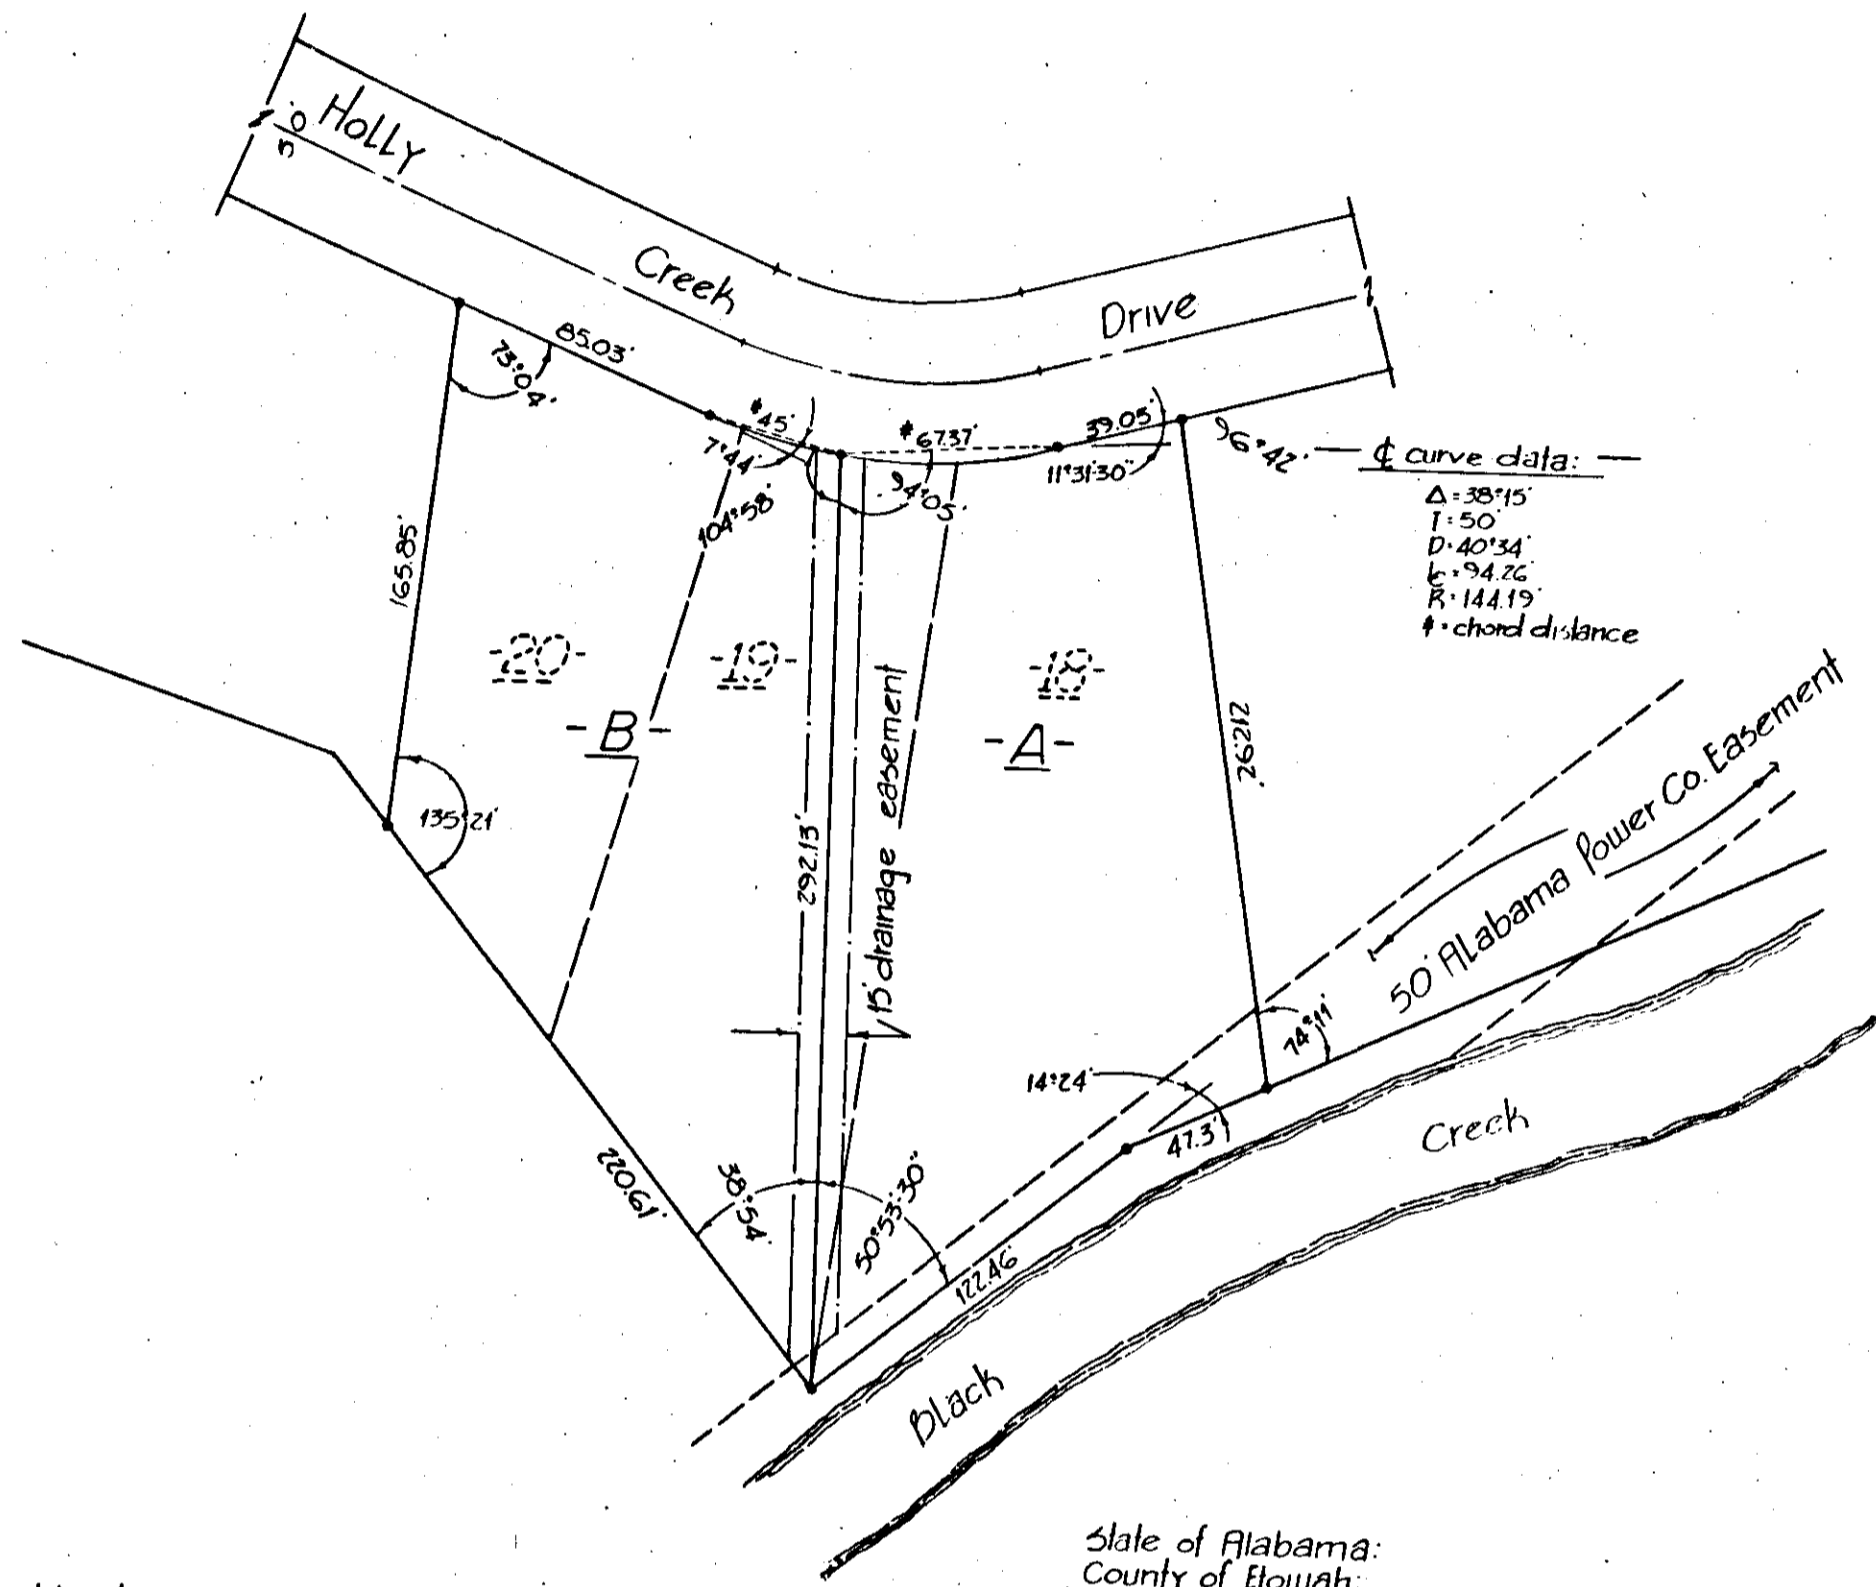 Holly Creek Drive
50'
85.03'
73°04'
*45'
7°44'
104°58'
*67.37'
94°05'
39.05'
11°31'30"
96°42'
₵ curve data:
Δ=38°15'
T=50'
D=40°34'
Lc=94.26'
R=144.19'
*=chord distance
165.85'
-20-
-19-
-18-
-B-
-A-
135°21'
292.13'
15' drainage easement
212.92'
50' Alabama Power Co. Easement
74°11'
14°24'
47.3'
220.61'
38°54'
50°53'30"
122.46'
Black Creek
State of Alabama:
County of Etowah: